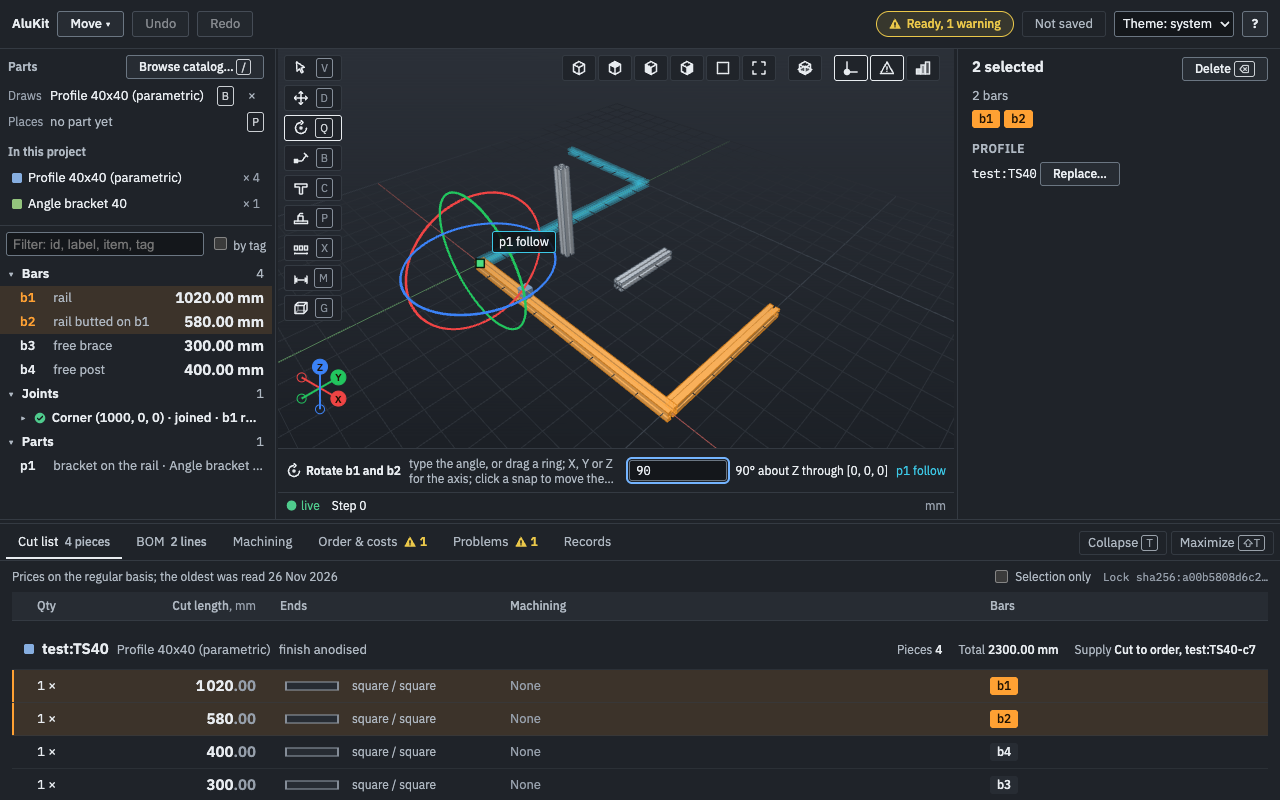 AluKit Move ▾ Undo Redo Ready, 1 warning Not saved Theme: system ?
Parts Browse catalog... /
Draws Profile 40x40 (parametric) B ×
Places no part yet P
In this project
Profile 40x40 (parametric) × 4
Angle bracket 40 × 1
Filter: id, label, item, tag by tag
Bars 4
b1 rail 1020.00 mm
b2 rail butted on b1 580.00 mm
b3 free brace 300.00 mm
b4 free post 400.00 mm
Joints 1
Corner (1000, 0, 0) · joined · b1 r...
Parts 1
p1 bracket on the rail · Angle bracket ...
V
D
Q
B
C
P
X
M
G
p1 follow
Z
Y
X
Rotate b1 and b2
type the angle, or drag a ring; X, Y or Z
for the axis; click a snap to move the...
90
90° about Z through [0, 0, 0] p1 follow
live Step 0 mm
2 selected Delete
2 bars
b1 b2
PROFILE
test:TS40 Replace...
Cut list 4 pieces BOM 2 lines Machining Order & costs 1 Problems 1 Records Collapse T Maximize ⇧T
Prices on the regular basis; the oldest was read 26 Nov 2026 Selection only Lock sha256:a00b5808d6c2…
Qty Cut length, mm Ends Machining Bars
test:TS40 Profile 40x40 (parametric) finish anodised Pieces 4 Total 2300.00 mm Supply Cut to order, test:TS40-c7
1 × 1020.00 square / square None b1
1 × 580.00 square / square None b2
1 × 400.00 square / square None b4
1 × 300.00 square / square None b3